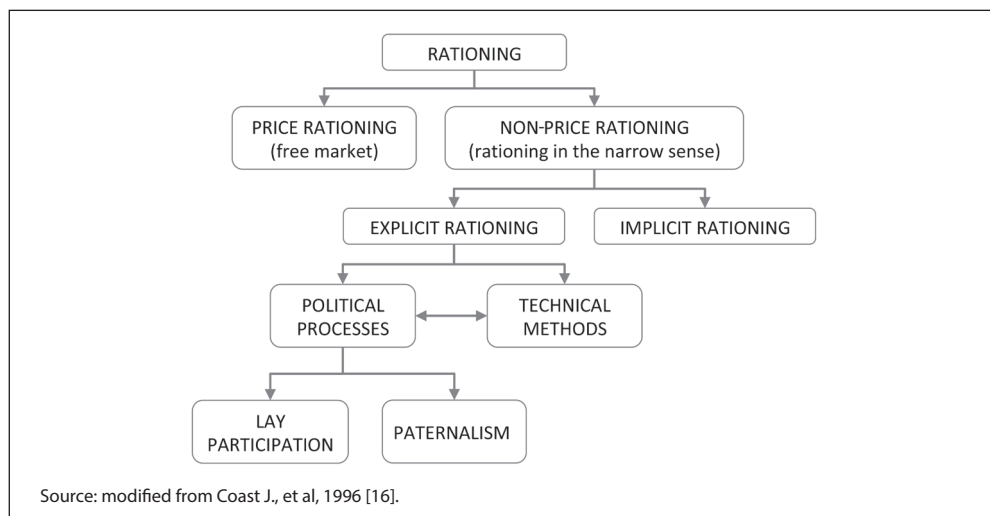 RATIONING
PRICE RATIONING
(free market)
NON-PRICE RATIONING
(rationing in the narrow sense)
EXPLICIT RATIONING
IMPLICIT RATIONING
POLITICAL
PROCESSES
TECHNICAL
METHODS
LAY
PARTICIPATION
PATERNALISM
Source: modified from Coast J., et al, 1996 [16].